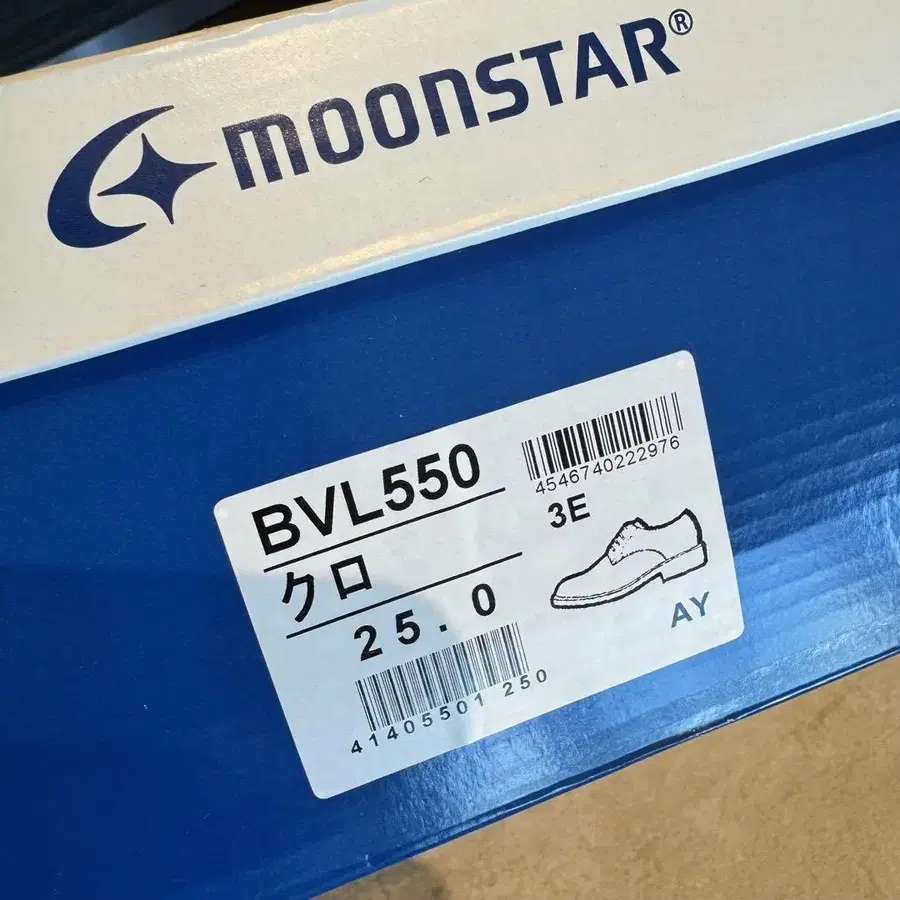 MOONSTAR®
BVL550
4546740222976
3E
クロ
25.0
AY
41405501 250